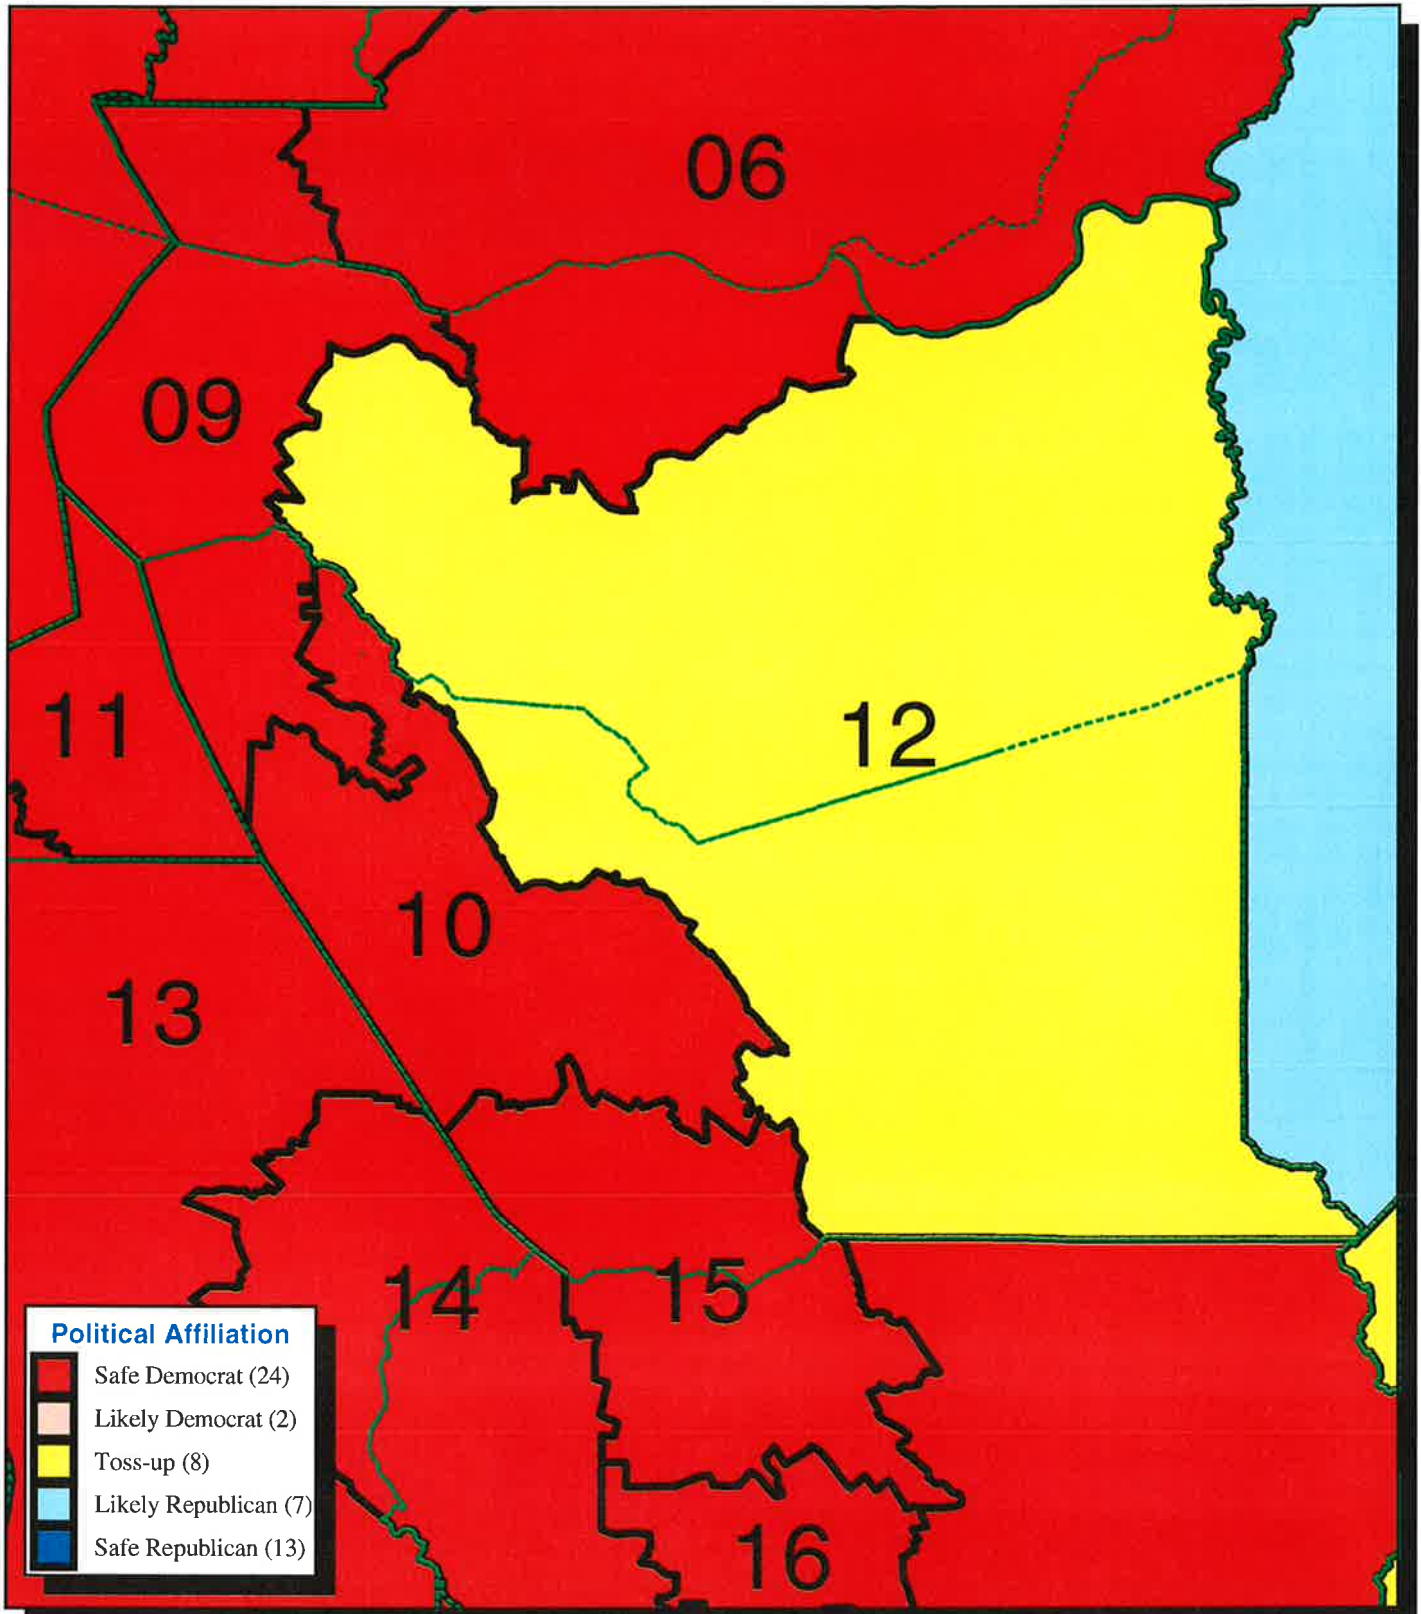 06
09
12
11
10
13
14
15
16
Political Affiliation
Safe Democrat (24)
Likely Democrat (2)
Toss-up (8)
Likely Republican (7)
Safe Republican (13)